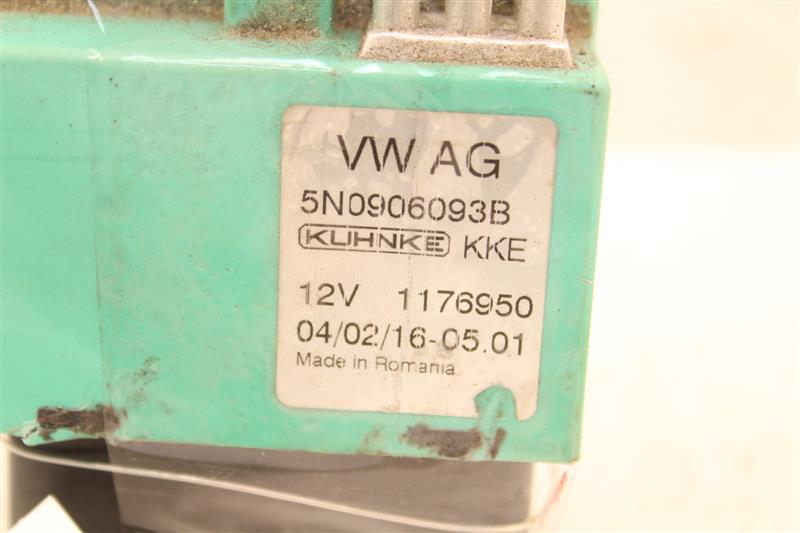 VW AG
5N0906093B
KUHNKE KKE
12V 1176950
04/02/16-05.01
Made in Romania